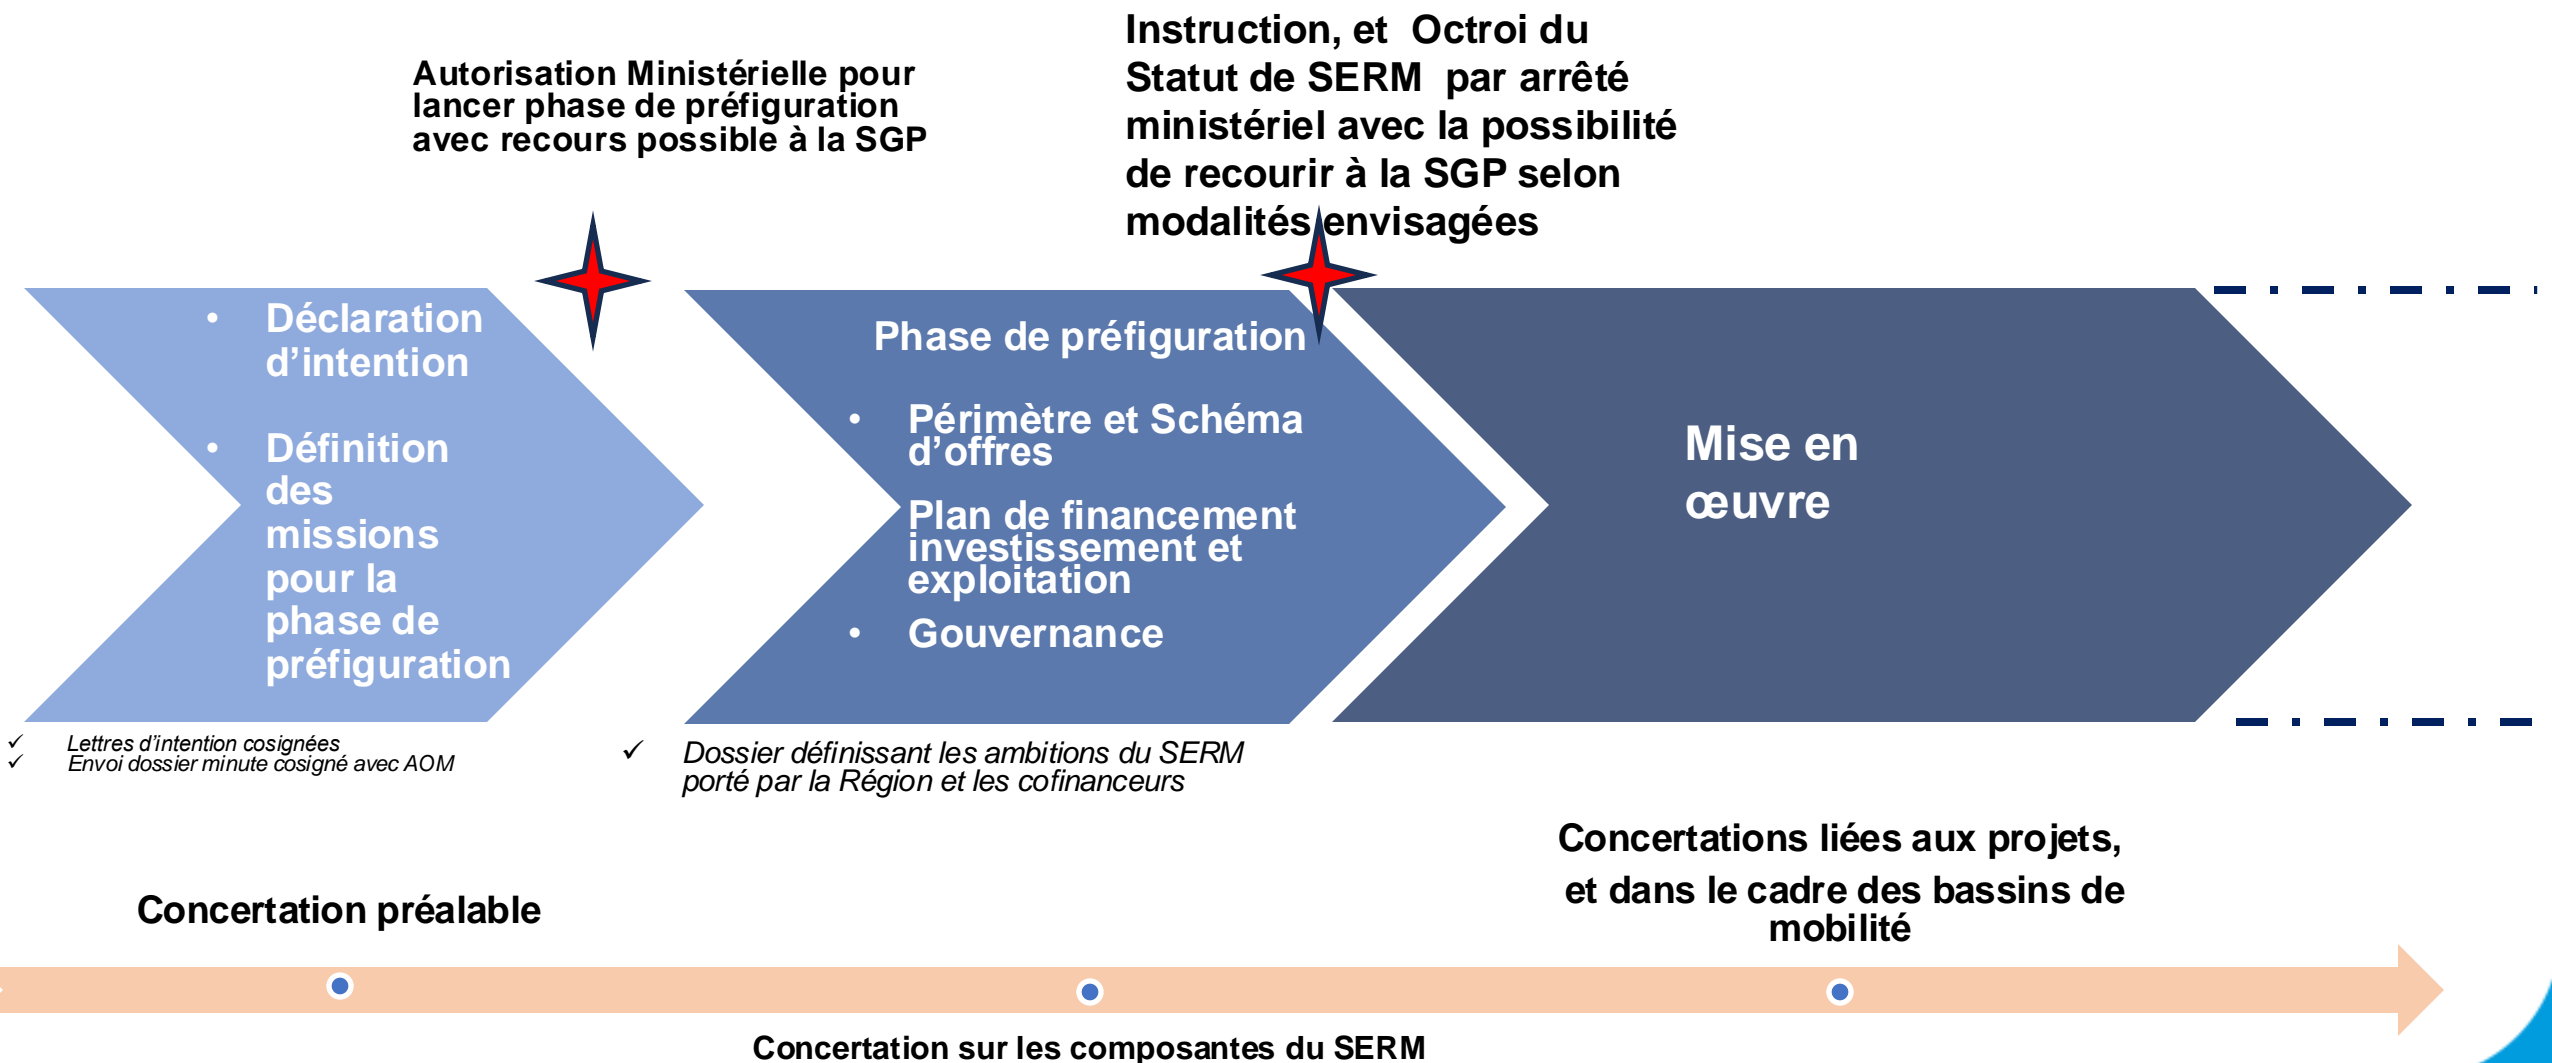 Autorisation Ministérielle pour
lancer phase de préfiguration
avec recours possible à la SGP
Instruction, et Octroi du
Statut de SERM par arrêté
ministériel avec la possibilité
de recourir à la SGP selon
modalités envisagées
• Déclaration
d’intention
• Définition
des
missions
pour la
phase de
préfiguration
Phase de préfiguration
• Périmètre et Schéma
d’offres
Plan de financement
investissement et
exploitation
• Gouvernance
Mise en
œuvre
✓ Lettres d’intention cosignées
✓ Envoi dossier minute cosigné avec AOM
✓ Dossier définissant les ambitions du SERM
porté par la Région et les cofinanceurs
Concertation préalable
Concertations liées aux projets,
et dans le cadre des bassins de
mobilité
Concertation sur les composantes du SERM